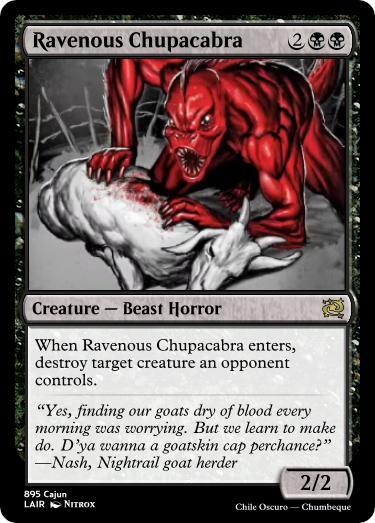 Ravenous Chupacabra 2
Creature — Beast Horror
When Ravenous Chupacabra enters,
destroy target creature an opponent
controls.
“Yes, finding our goats dry of blood every
morning was worrying. But we learn to make
do. D’ya wanna a goatskin cap perchance?”
—Nash, Nightrail goat herder
2/2
895 Cajun
LAIR Nitrox
Chile Oscuro — Chumbeque